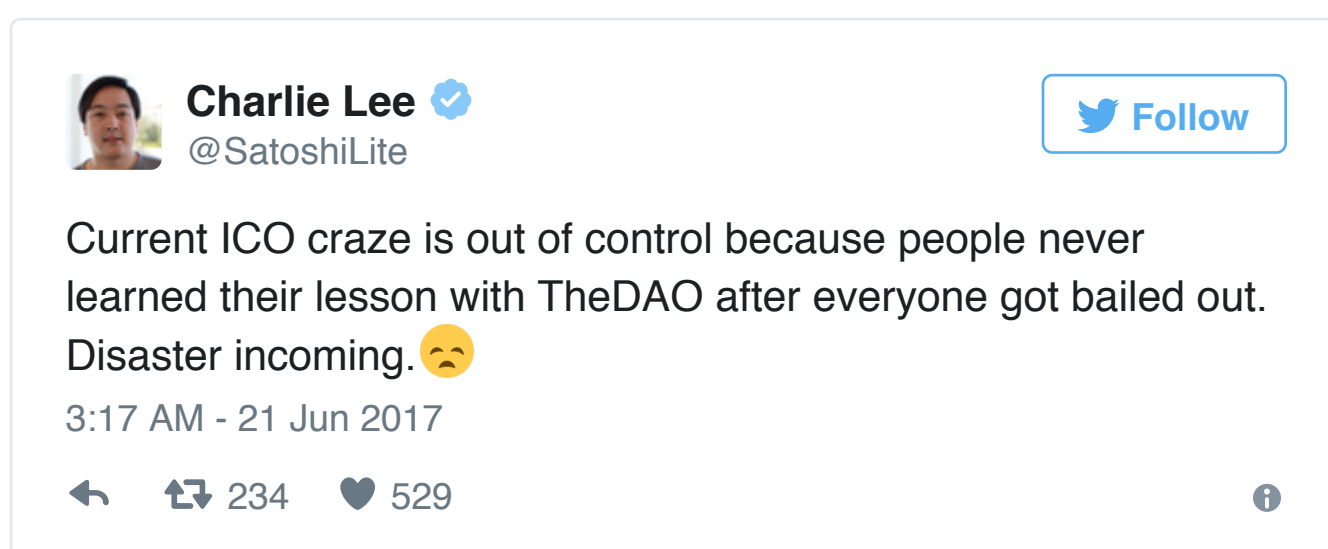 Charlie Lee
@SatoshiLite
Follow
Current ICO craze is out of control because people never
learned their lesson with TheDAO after everyone got bailed out.
Disaster incoming.😞
3:17 AM - 21 Jun 2017
234 529